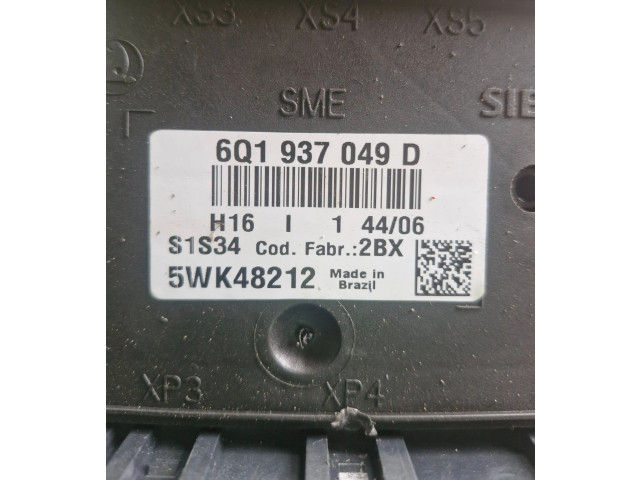 XS3 XS4 XS5
SME
6Q1 937 049 D
H16 I 1 44/06
S1S34 Cod. Fabr.:2BX
5WK48212 Made in Brazil
XP3 XP4